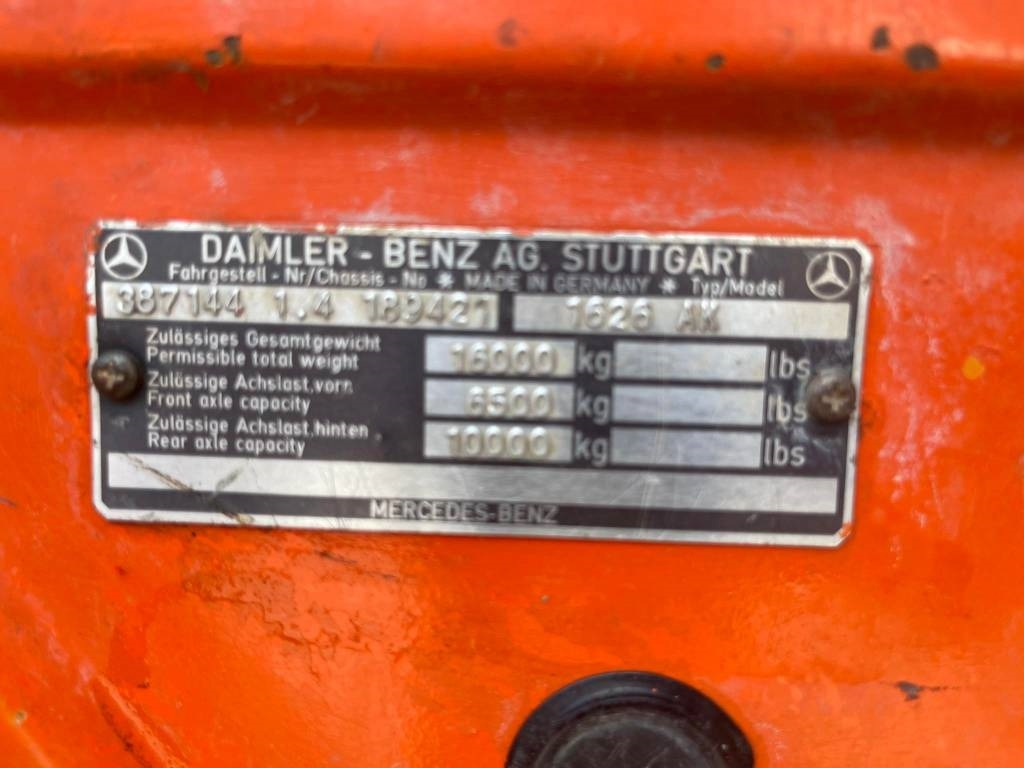 DAIMLER - BENZ AG. STUTTGART
Fahrgestell - Nr/Chassis - No * MADE IN GERMANY * Typ/Model
387144 1.4 189421 1626 AK
Zulässiges Gesamtgewicht
Permissible total weight
16000 kg lbs
Zulässige Achslast, vorn
Front axle capacity
6500 kg lbs
Zulässige Achslast, hinten
Rear axle capacity
10000 kg lbs
MERCEDES-BENZ